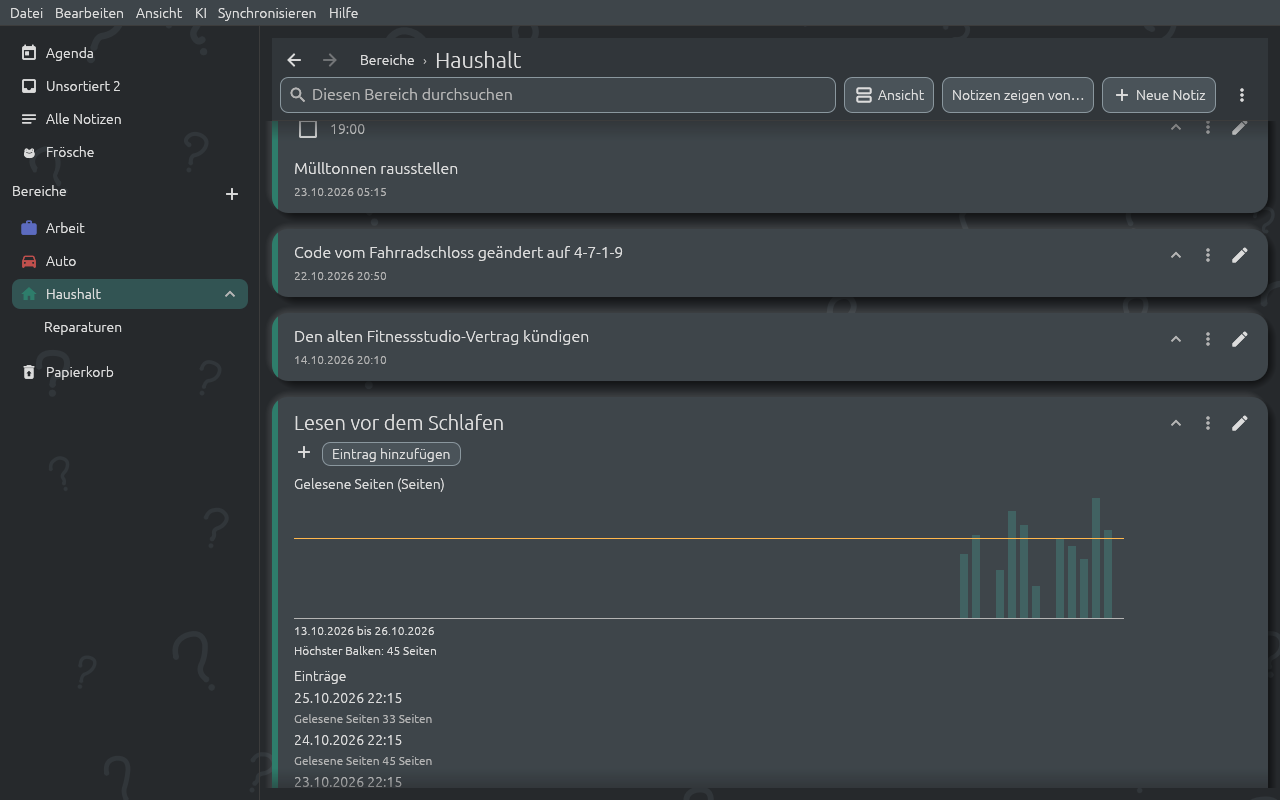 Datei Bearbeiten Ansicht KI Synchronisieren Hilfe
Agenda
Unsortiert 2
Alle Notizen
Frösche
Bereiche
Arbeit
Auto
Haushalt
Reparaturen
Papierkorb
Bereiche › Haushalt
Diesen Bereich durchsuchen
Ansicht
Notizen zeigen von…
Neue Notiz
19:00
Mülltonnen rausstellen
23.10.2026 05:15
Code vom Fahrradschloss geändert auf 4-7-1-9
22.10.2026 20:50
Den alten Fitnessstudio-Vertrag kündigen
14.10.2026 20:10
Lesen vor dem Schlafen
Eintrag hinzufügen
Gelesene Seiten (Seiten)
13.10.2026 bis 26.10.2026
Höchster Balken: 45 Seiten
Einträge
25.10.2026 22:15
Gelesene Seiten 33 Seiten
24.10.2026 22:15
Gelesene Seiten 45 Seiten
23.10.2026 22:15